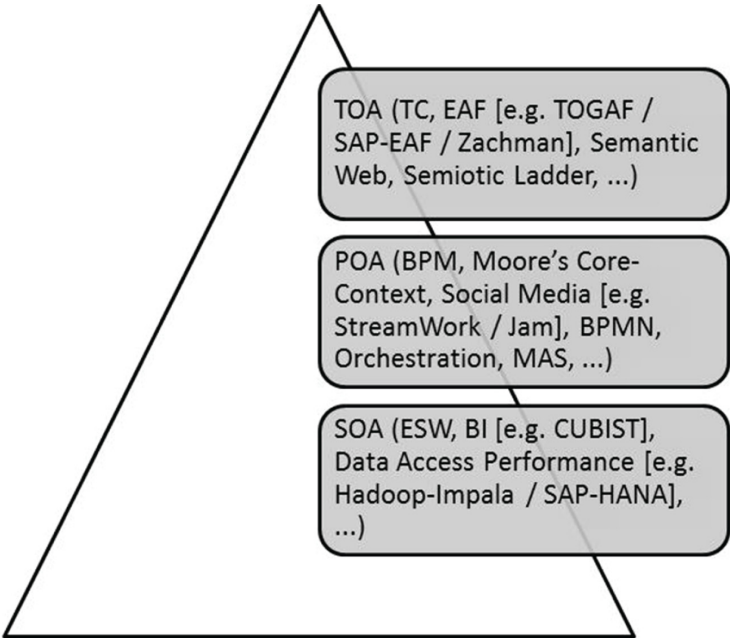 TOA (TC, EAF [e.g. TOGAF /
SAP-EAF / Zachman], Semantic
Web, Semiotic Ladder, ...)
POA (BPM, Moore’s Core-
Context, Social Media [e.g.
StreamWork / Jam], BPMN,
Orchestration, MAS, ...)
SOA (ESW, BI [e.g. CUBIST],
Data Access Performance [e.g.
Hadoop-Impala / SAP-HANA],
...)